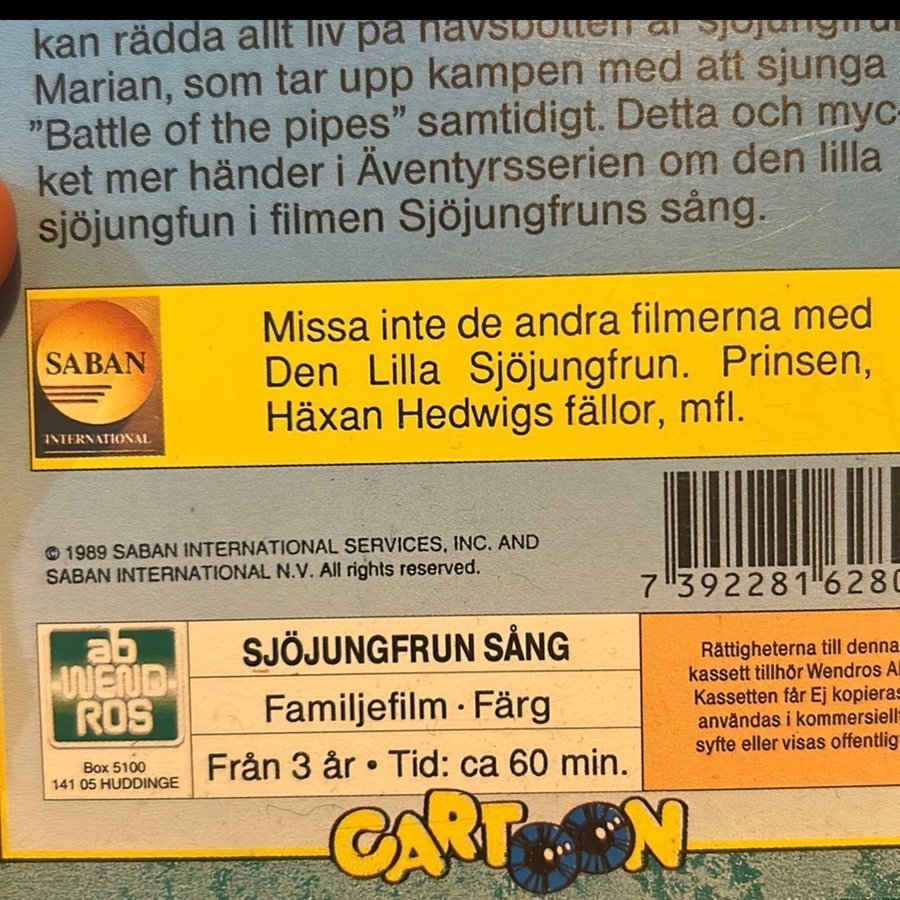 kan rädda allt liv på havsbotten är sjöjungfrun
Marian, som tar upp kampen med att sjunga
”Battle of the pipes” samtidigt. Detta och myc-
ket mer händer i Äventyrsserien om den lilla
sjöjungfun i filmen Sjöjungfruns sång.
SABAN
INTERNATIONAL
Missa inte de andra filmerna med
Den Lilla Sjöjungfrun. Prinsen,
Häxan Hedwigs fällor, mfl.
© 1989 SABAN INTERNATIONAL SERVICES, INC. AND
SABAN INTERNATIONAL N.V. All rights reserved.
7 392281 6280
ab
WEND
ROS
Box 5100
141 05 HUDDINGE
SJÖJUNGFRUN SÅNG
Familjefilm · Färg
Från 3 år • Tid: ca 60 min.
Rättigheterna till denna
kassett tillhör Wendros
Kassetten får Ej kopieras
användas i kommersiellt
syfte eller visas offentligt
CARTOON